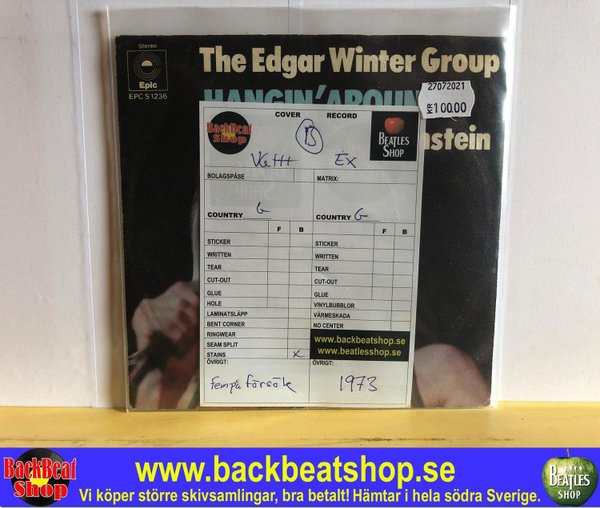 Stereo
Epic
EPC S 1236
The Edgar Winter Group
HANGIN' AROUN
nstein
27072021
KR 100.00
BackBeat Shop
COVER
RECORD
B
BEATLES SHOP
VG+++
EX
BOLAGSPÅSE
MATRIX:
COUNTRY G
COUNTRY G
F B
F B
STICKER
STICKER
WRITTEN
WRITTEN
TEAR
TEAR
CUT-OUT
CUT-OUT
GLUE
GLUE
HOLE
VINYLBUBBLOR
LAMINATSLÄPP
VÄRMESKADA
BENT CORNER
NO CENTER
RINGWEAR
SEAM SPLIT
STAINS x
www.backbeatshop.se
www.beatlesshop.se
ÖVRIGT:
ÖVRIGT:
försök
1973
BackBeat Shop
www.backbeatshop.se
Vi köper större skivsamlingar, bra betalt! Hämtar i hela södra Sverige.
BEATLES SHOP